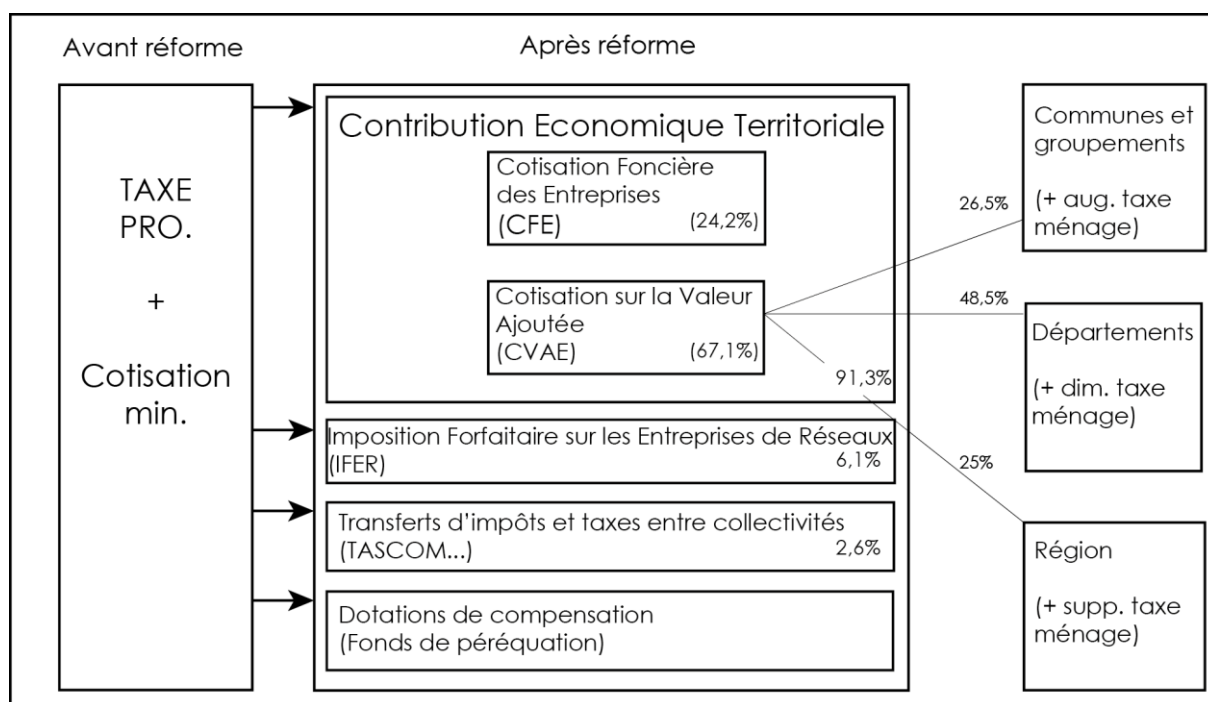 Avant réforme
Après réforme
TAXE
PRO.
+
Cotisation
min.
Contribution Economique Territoriale
Cotisation Foncière
des Entreprises
(CFE)
(24,2%)
Cotisation sur la Valeur
Ajoutée
(CVAE)
(67,1%)
91,3%
Imposition Forfaitaire sur les Entreprises de Réseaux
(IFER)
6,1%
Transferts d'impôts et taxes entre collectivités
(TASCOM...)
2,6%
Dotations de compensation
(Fonds de péréquation)
26,5%
48,5%
25%
Communes et
groupements
(+ aug. taxe
ménage)
Départements
(+ dim. taxe
ménage)
Région
(+ supp. taxe
ménage)